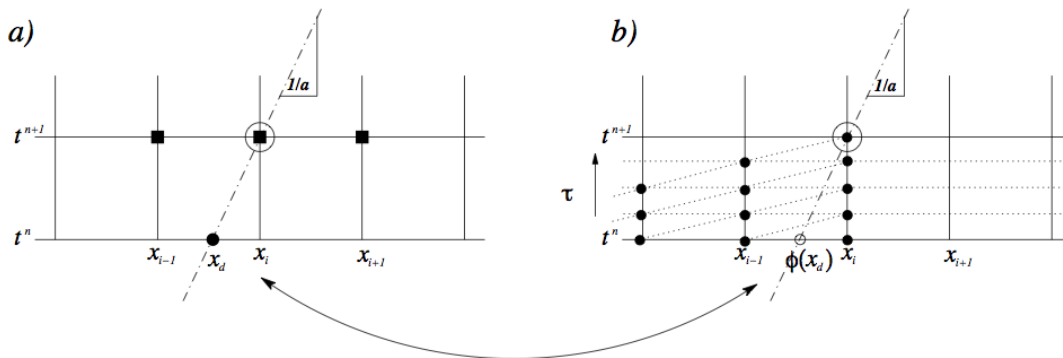 a)
1/a
t^{n+1}
t^n
x_{i-1}
x_d
x_i
x_{i+1}
b)
1/a
t^{n+1}
τ
t^n
x_{i-1}
ϕ(x_d)
x_i
x_{i+1}